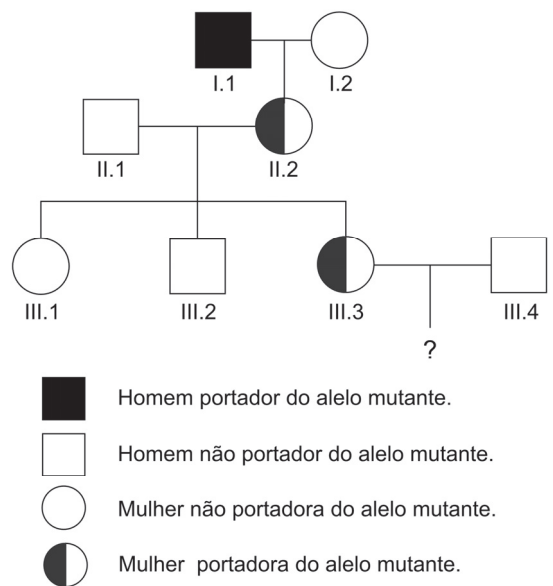 I.1 I.2
II.1 II.2
III.1 III.2 III.3 III.4
?
Homem portador do alelo mutante.
Homem não portador do alelo mutante.
Mulher não portadora do alelo mutante.
Mulher portadora do alelo mutante.